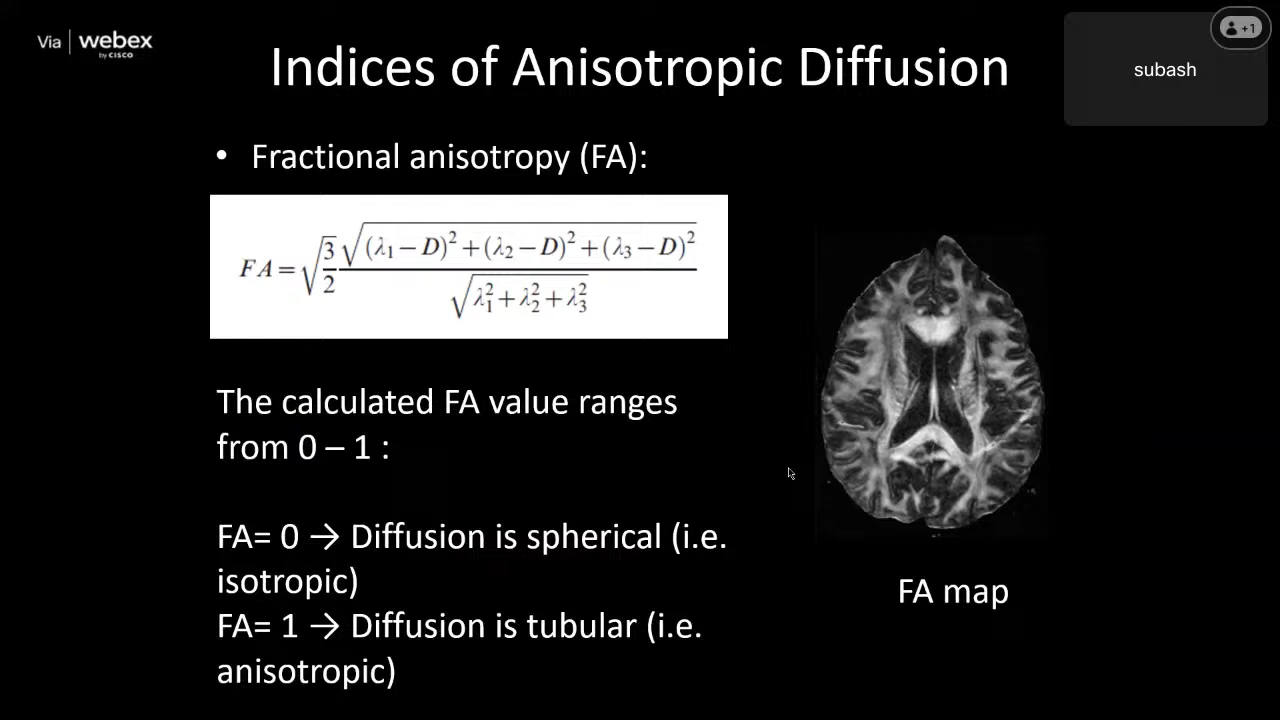 Via webex
by CISCO
+1
subash
Indices of Anisotropic Diffusion
• Fractional anisotropy (FA):
FA = √(3/2) √((λ₁ − D)² + (λ₂ − D)² + (λ₃ − D)²) / √(λ₁² + λ₂² + λ₃²)
The calculated FA value ranges
from 0 – 1 :
FA= 0 → Diffusion is spherical (i.e.
isotropic)
FA= 1 → Diffusion is tubular (i.e.
anisotropic)
FA map